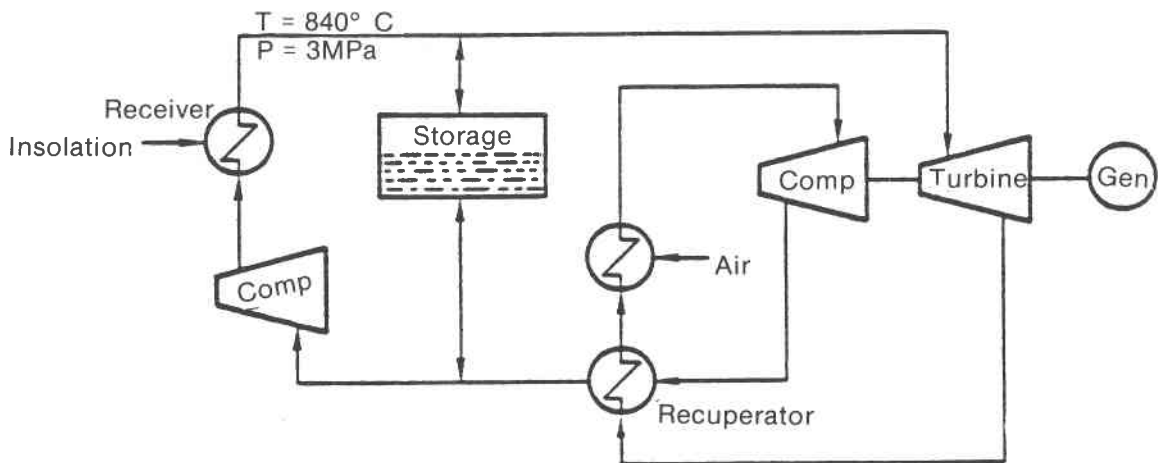 T = 840° C
P = 3MPa
Receiver
Insolation
Storage
Comp
Turbine
Gen
Air
Comp
Recuperator